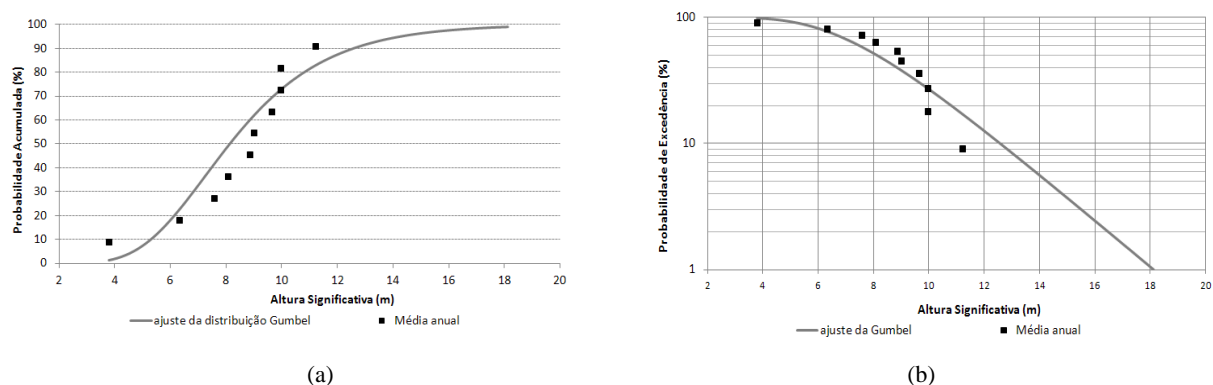 Probabilidade Acumulada (%)
100
90
80
70
60
50
40
30
20
10
0
2 4 6 8 10 12 14 16 18 20
Altura Significativa (m)
ajuste da distribuição Gumbel Média anual
(a)
Probabilidade de Excedência (%)
100
10
1
2 4 6 8 10 12 14 16 18 20
Altura Significativa (m)
ajuste da Gumbel Média anual
(b)